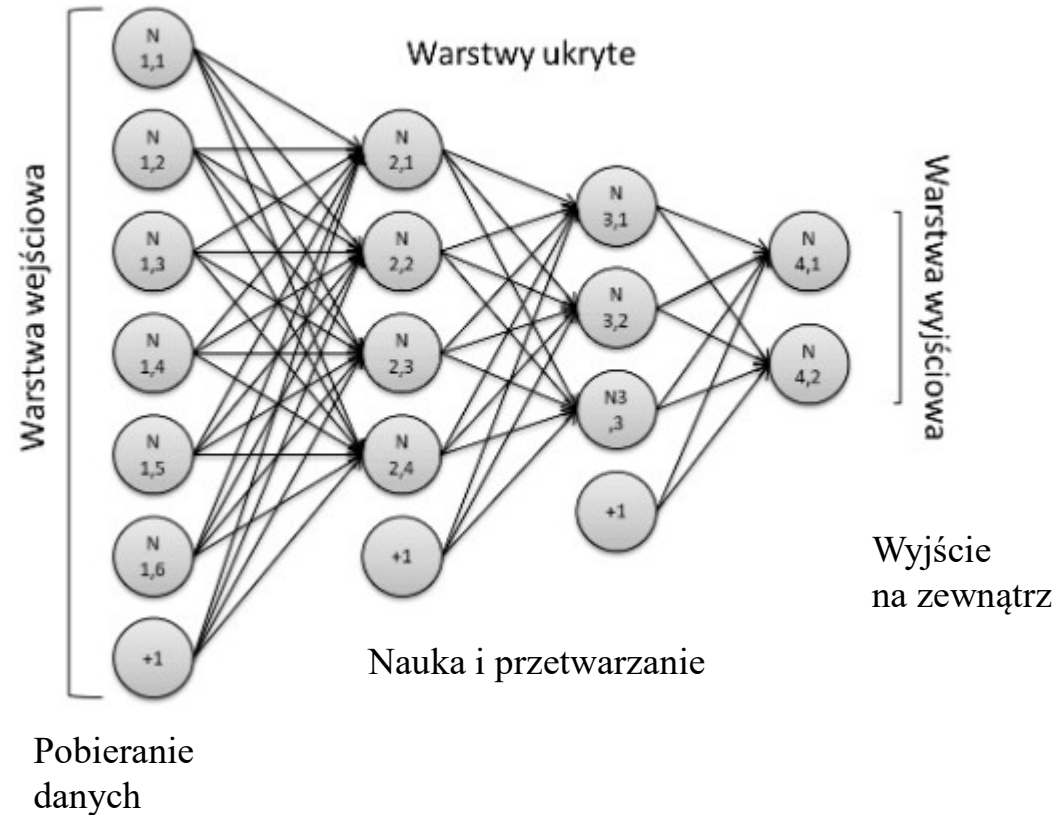 Warstwa wejściowa
N
1,1
N
1,2
N
1,3
N
1,4
N
1,5
N
1,6
+1
Pobieranie
danych
Warstwy ukryte
N
2,1
N
2,2
N
2,3
N
2,4
+1
N
3,1
N
3,2
N3
,3
+1
Nauka i przetwarzanie
N
4,1
N
4,2
Warstwa wyjściowa
Wyjście
na zewnątrz